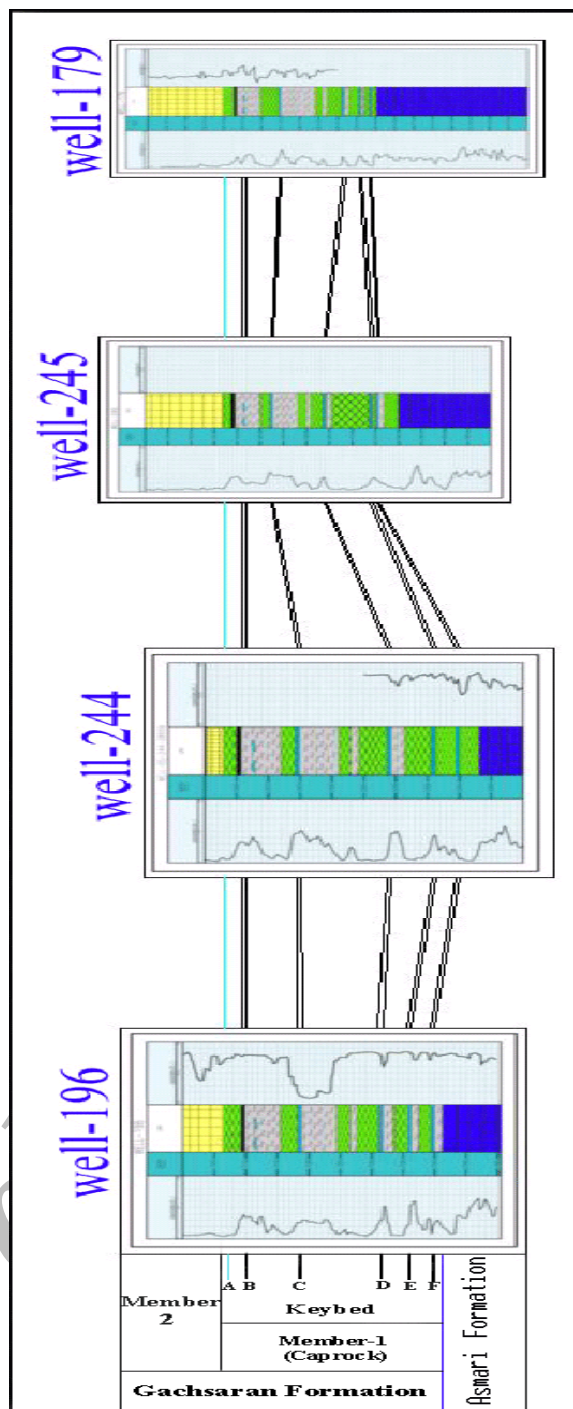 well-179
well-245
well-244
well-196
A B C D E F
Member
2
Keybed
Member-1
(Caprock)
Gachsaran Formation
Asmari Formation